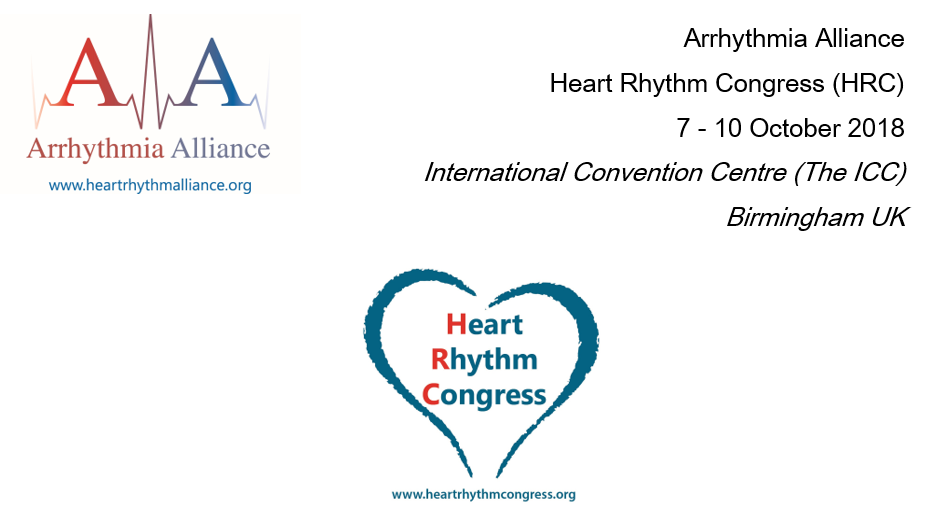 A A
Arrhythmia Alliance
www.heartrhythmalliance.org
Arrhythmia Alliance
Heart Rhythm Congress (HRC)
7 - 10 October 2018
International Convention Centre (The ICC)
Birmingham UK
Heart
Rhythm
Congress
www.heartrhythmcongress.org